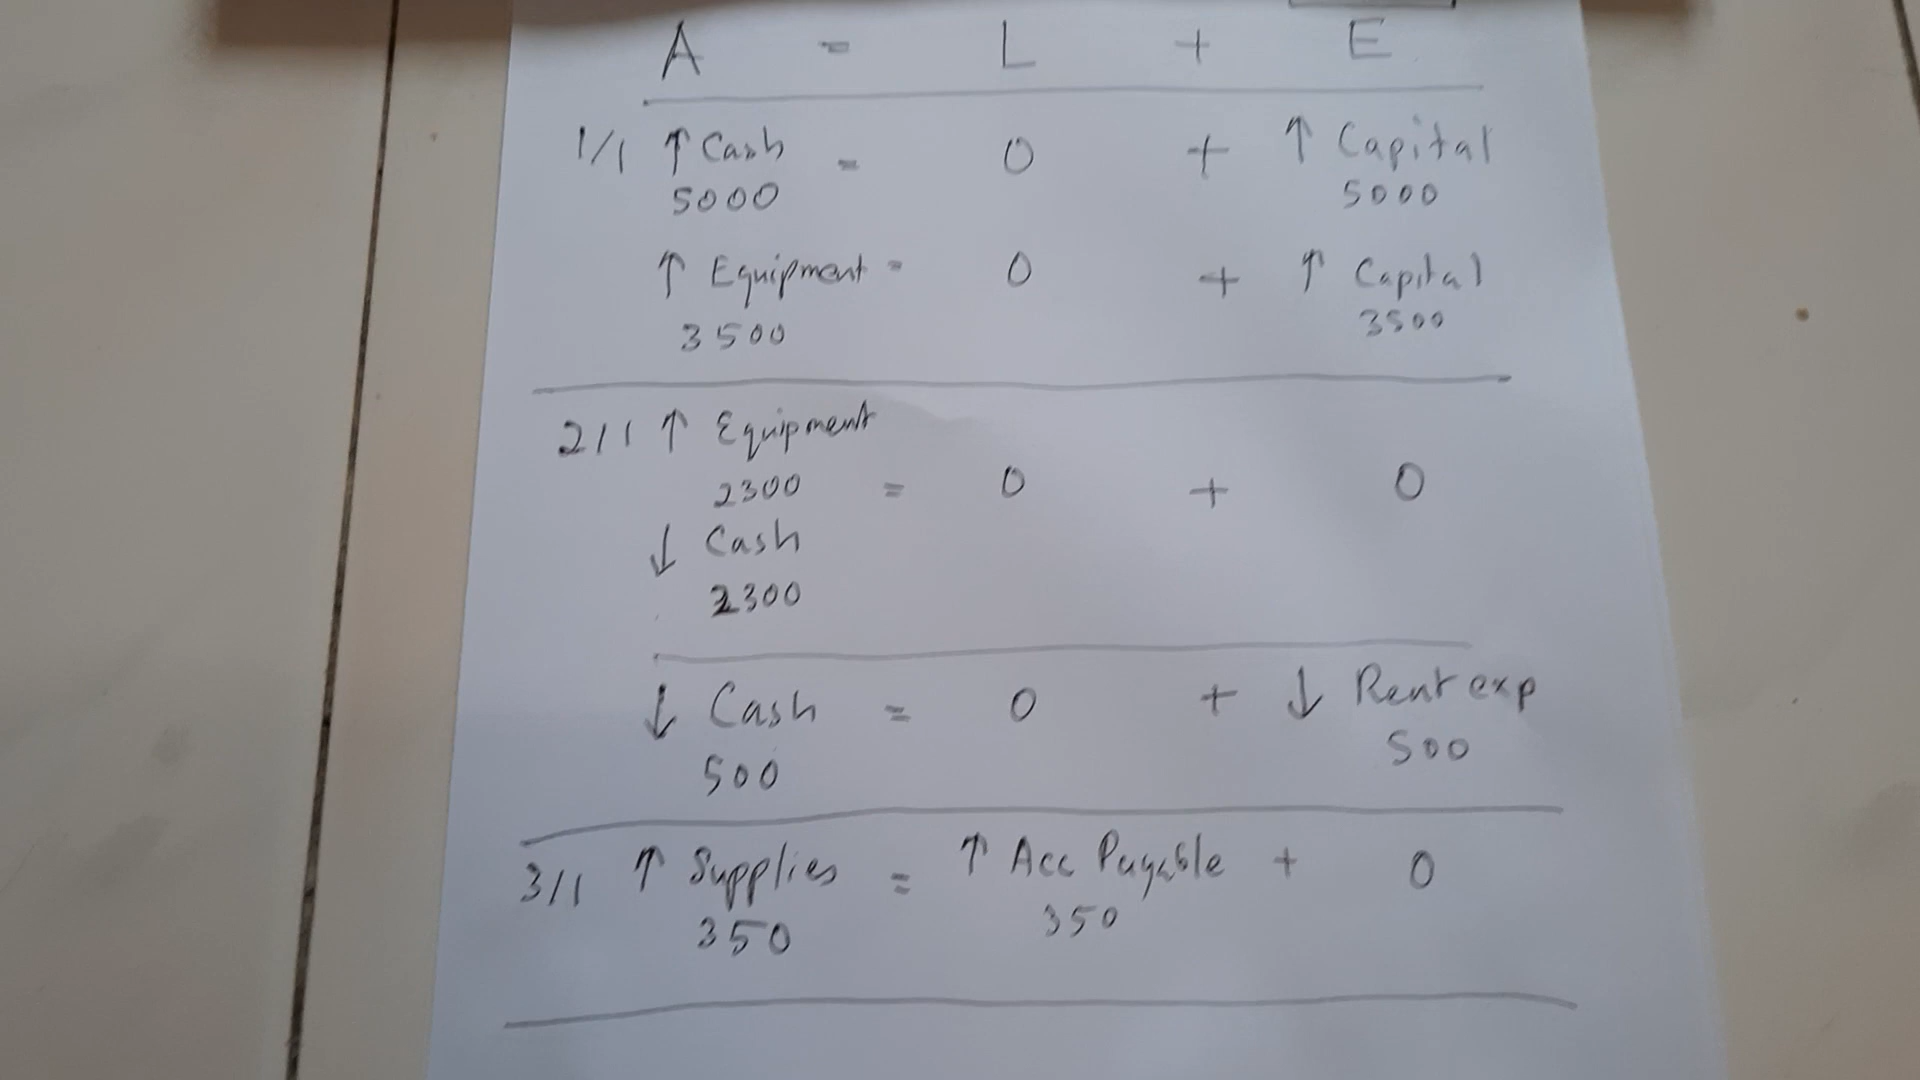 A = L + E
1/1 ↑ Cash = 0 + ↑ Capital
5000 5000
↑ Equipment = 0 + ↑ Capital
3500 3500
2/1 ↑ Equipment
2300 = 0 + 0
↓ Cash
2300
↓ Cash = 0 + ↓ Rent exp
500 500
3/1 ↑ Supplies = ↑ Acc Payable + 0
350 350